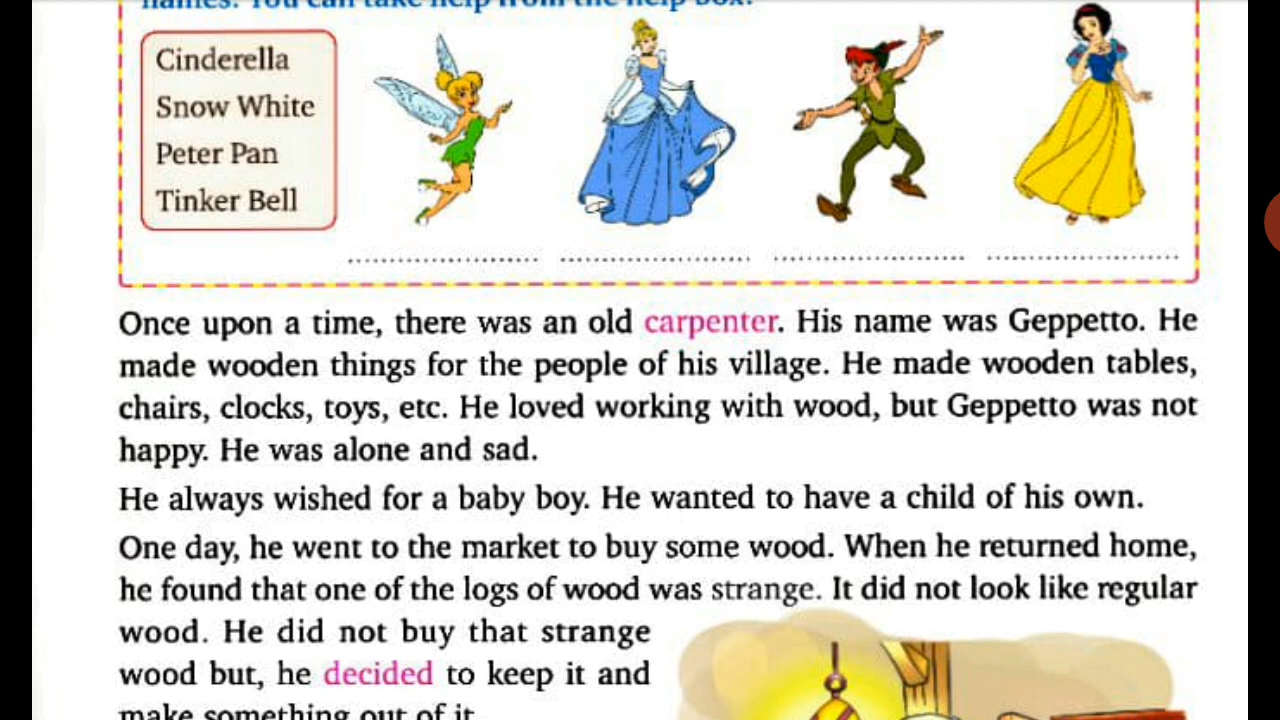 names. You can take help from the help box.
Cinderella
Snow White
Peter Pan
Tinker Bell
Once upon a time, there was an old carpenter. His name was Geppetto. He
made wooden things for the people of his village. He made wooden tables,
chairs, clocks, toys, etc. He loved working with wood, but Geppetto was not
happy. He was alone and sad.
He always wished for a baby boy. He wanted to have a child of his own.
One day, he went to the market to buy some wood. When he returned home,
he found that one of the logs of wood was strange. It did not look like regular
wood. He did not buy that strange
wood but, he decided to keep it and
make something out of it